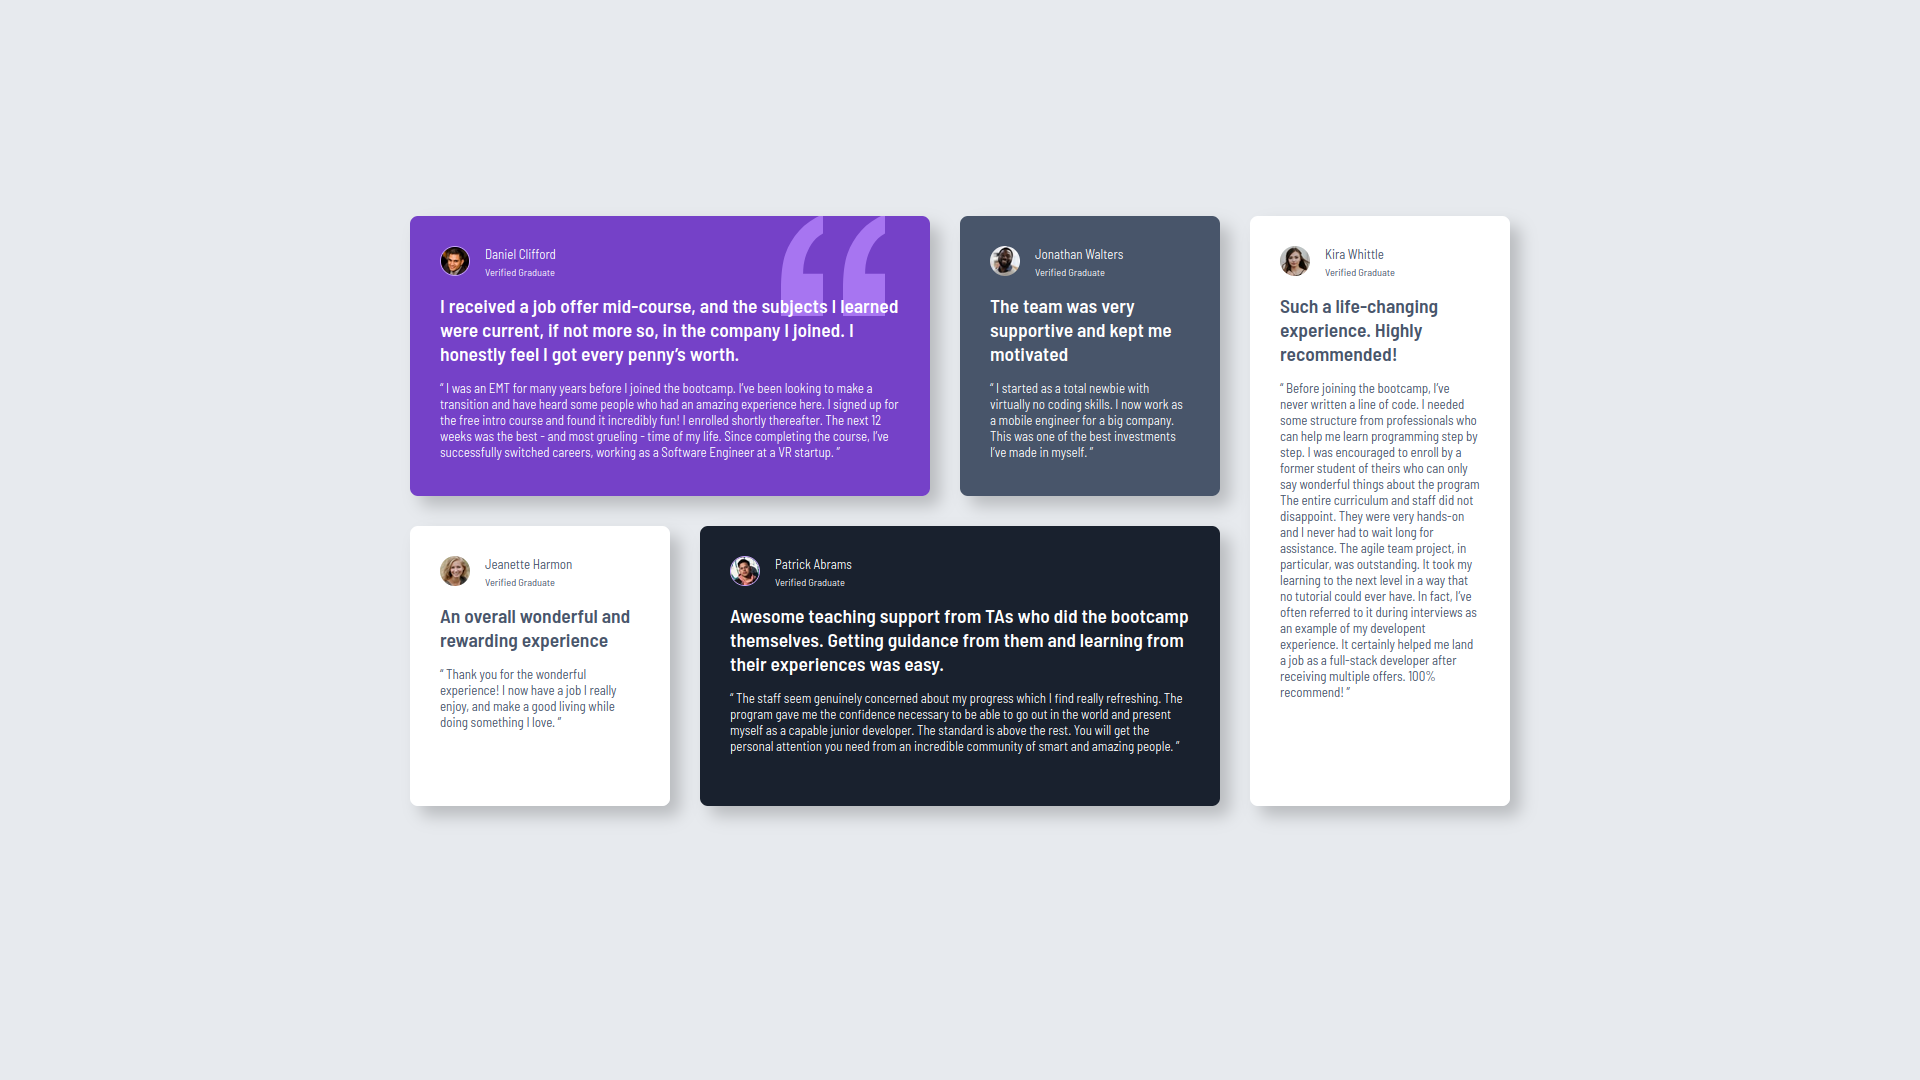 Daniel Clifford
Verified Graduate
I received a job offer mid-course, and the subjects I learned
were current, if not more so, in the company I joined. I
honestly feel I got every penny’s worth.
“ I was an EMT for many years before I joined the bootcamp. I’ve been looking to make a
transition and have heard some people who had an amazing experience here. I signed up for
the free intro course and found it incredibly fun! I enrolled shortly thereafter. The next 12
weeks was the best - and most grueling - time of my life. Since completing the course, I’ve
successfully switched careers, working as a Software Engineer at a VR startup. ”
Jonathan Walters
Verified Graduate
The team was very
supportive and kept me
motivated
“ I started as a total newbie with
virtually no coding skills. I now work as
a mobile engineer for a big company.
This was one of the best investments
I’ve made in myself. ”
Kira Whittle
Verified Graduate
Such a life-changing
experience. Highly
recommended!
“ Before joining the bootcamp, I’ve
never written a line of code. I needed
some structure from professionals who
can help me learn programming step by
step. I was encouraged to enroll by a
former student of theirs who can only
say wonderful things about the program
The entire curriculum and staff did not
disappoint. They were very hands-on
and I never had to wait long for
assistance. The agile team project, in
particular, was outstanding. It took my
learning to the next level in a way that
no tutorial could ever have. In fact, I’ve
often referred to it during interviews as
an example of my developent
experience. It certainly helped me land
a job as a full-stack developer after
receiving multiple offers. 100%
recommend! ”
Jeanette Harmon
Verified Graduate
An overall wonderful and
rewarding experience
“ Thank you for the wonderful
experience! I now have a job I really
enjoy, and make a good living while
doing something I love. ”
Patrick Abrams
Verified Graduate
Awesome teaching support from TAs who did the bootcamp
themselves. Getting guidance from them and learning from
their experiences was easy.
“ The staff seem genuinely concerned about my progress which I find really refreshing. The
program gave me the confidence necessary to be able to go out in the world and present
myself as a capable junior developer. The standard is above the rest. You will get the
personal attention you need from an incredible community of smart and amazing people. ”